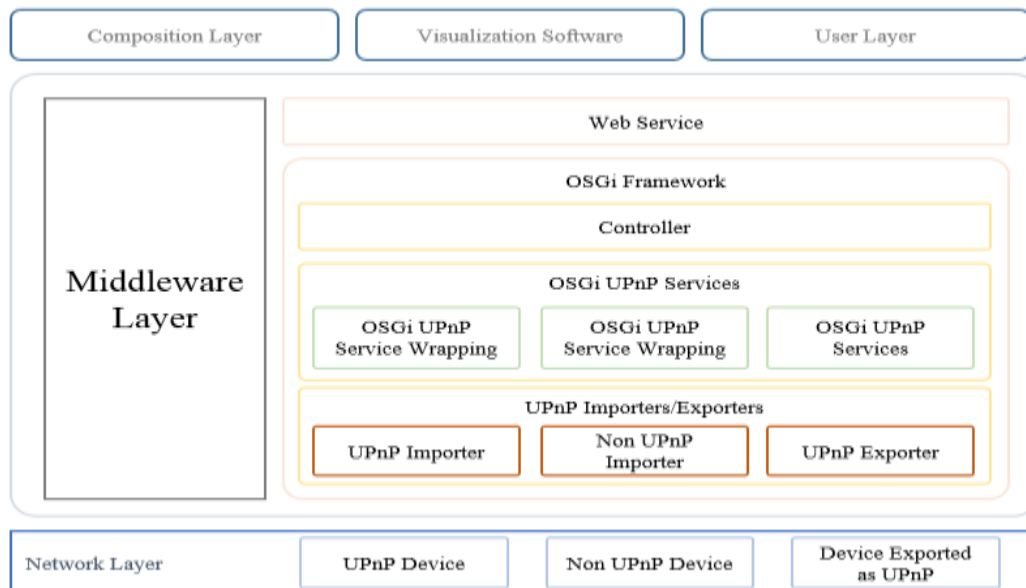 Composition Layer
Visualization Software
User Layer
Middleware
Layer
Web Service
OSGi Framework
Controller
OSGi UPnP Services
OSGi UPnP
Service Wrapping
OSGi UPnP
Service Wrapping
OSGi UPnP
Services
UPnP Importers/Exporters
UPnP Importer
Non UPnP
Importer
UPnP Exporter
Network Layer
UPnP Device
Non UPnP Device
Device Exported
as UPnP